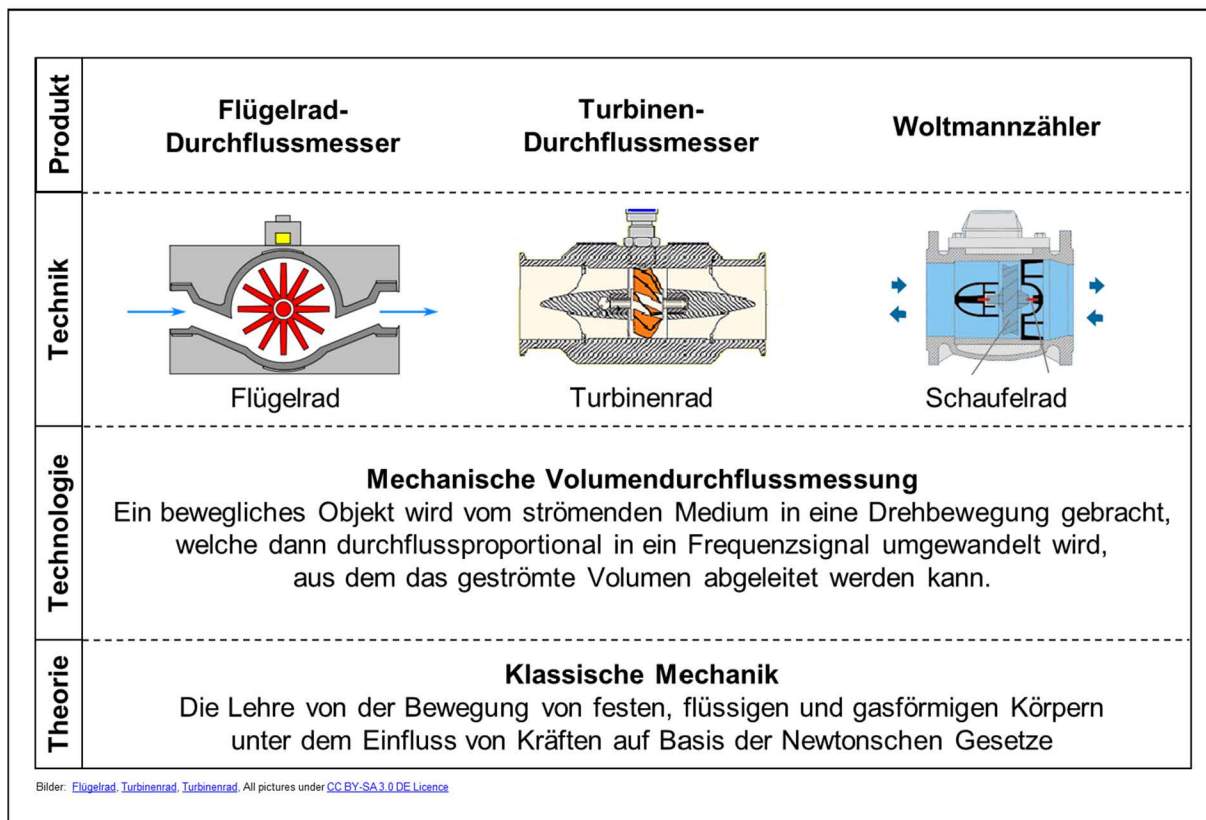 Produkt
Flügelrad-
Durchflussmesser
Turbinen-
Durchflussmesser
Woltmannzähler
Technik
Flügelrad
Turbinenrad
Schaufelrad
Technologie
Mechanische Volumendurchflussmessung
Ein bewegliches Objekt wird vom strömenden Medium in eine Drehbewegung gebracht,
welche dann durchflussproportional in ein Frequenzsignal umgewandelt wird,
aus dem das geströmte Volumen abgeleitet werden kann.
Theorie
Klassische Mechanik
Die Lehre von der Bewegung von festen, flüssigen und gasförmigen Körpern
unter dem Einfluss von Kräften auf Basis der Newtonschen Gesetze
Bilder: Flügelrad, Turbinenrad, Turbinenrad, All pictures under CC BY-SA 3.0 DE Licence